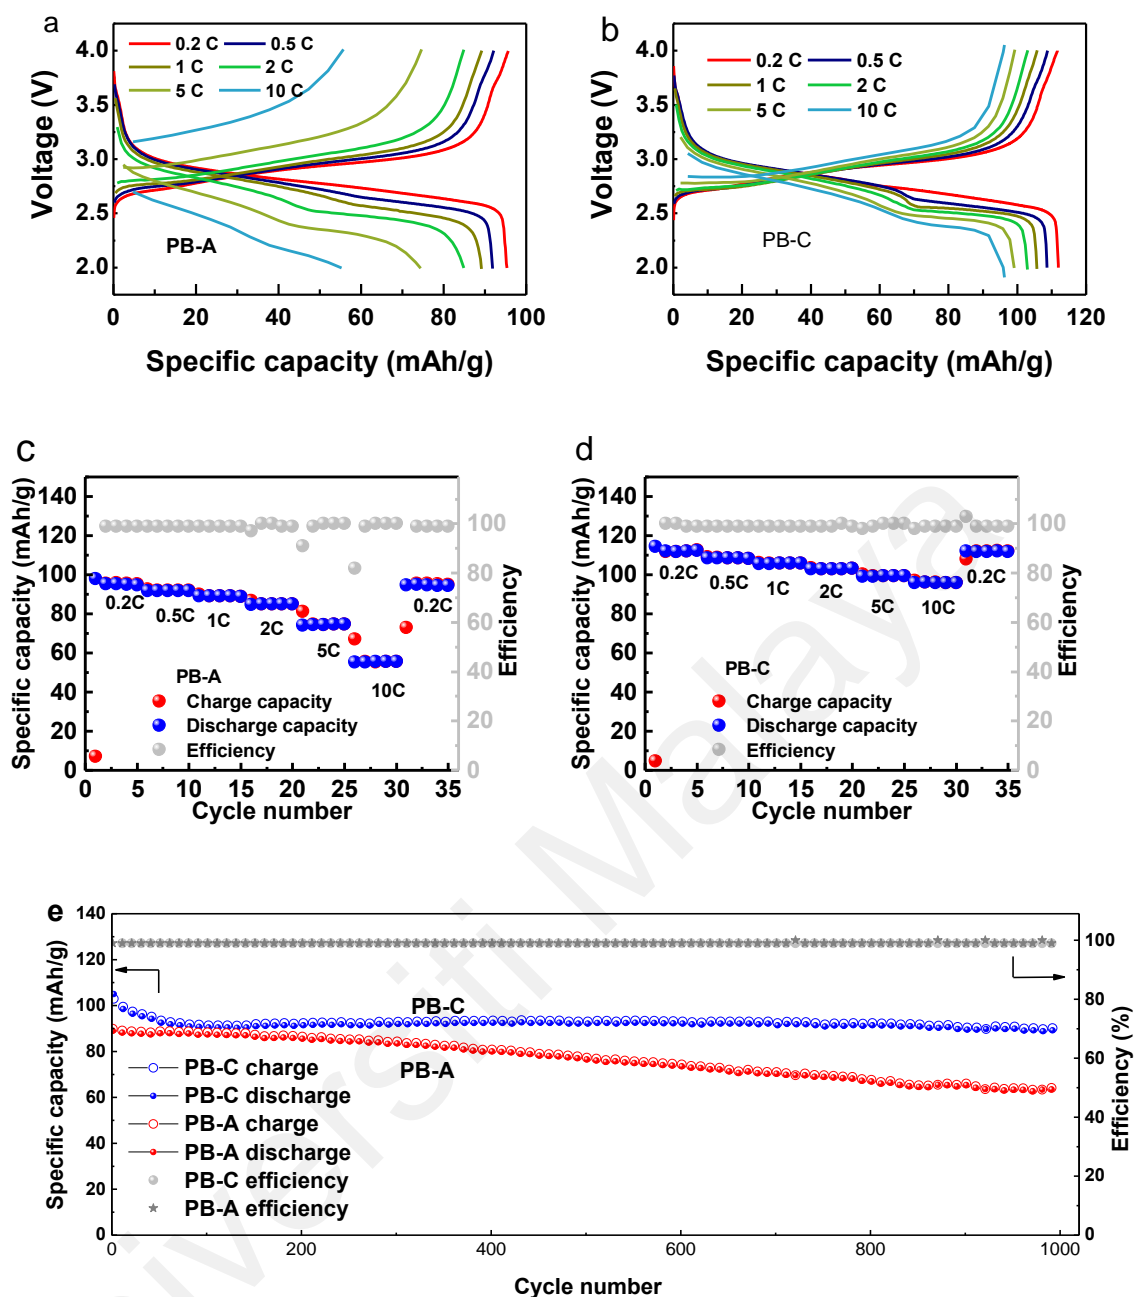 a
4.0
3.5
3.0
2.5
2.0
Voltage (V)
0.2 C 0.5 C
1 C 2 C
5 C 10 C
PB-A
0 20 40 60 80 100
Specific capacity (mAh/g)
b
4.0
3.5
3.0
2.5
2.0
Voltage (V)
0.2 C 0.5 C
1 C 2 C
5 C 10 C
PB-C
0 20 40 60 80 100 120
Specific capacity (mAh/g)
c
140
120
100
80
60
40
20
0
Specific capacity (mAh/g)
0.2C
0.5C
1C
2C
5C
10C
0.2C
PB-A
Charge capacity
Discharge capacity
Efficiency
100
80
60
40
20
0
Efficiency
0 5 10 15 20 25 30 35
Cycle number
d
140
120
100
80
60
40
20
0
Specific capacity (mAh/g)
0.2C
0.5C
1C
2C
5C
10C
0.2C
PB-C
Charge capacity
Discharge capacity
Efficiency
100
80
60
40
20
0
Efficiency
0 5 10 15 20 25 30 35
Cycle number
e
140
120
100
80
60
40
20
0
Specific capacity (mAh/g)
PB-C
PB-A
PB-C charge
PB-C discharge
PB-A charge
PB-A discharge
PB-C efficiency
PB-A efficiency
100
80
60
40
20
0
Efficiency (%)
0 200 400 600 800 1000
Cycle number
iversiti Malaya